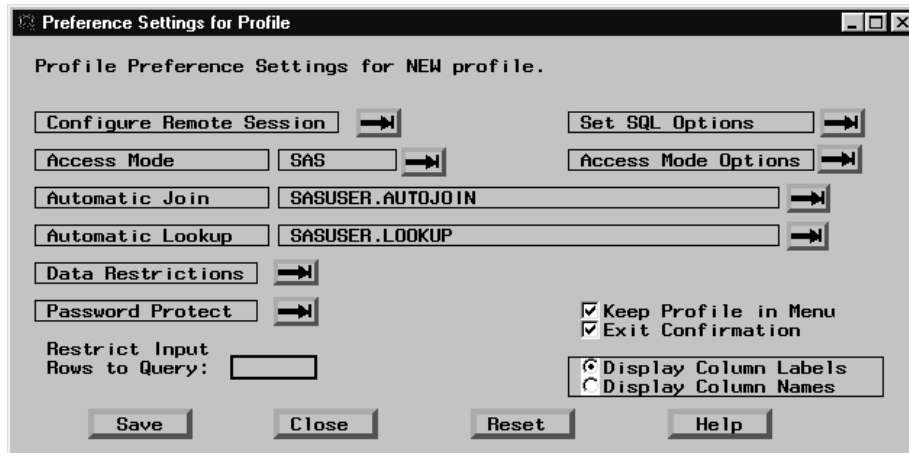 Preference Settings for Profile
Profile Preference Settings for NEW profile.
Configure Remote Session
Set SQL Options
Access Mode SAS
Access Mode Options
Automatic Join SASUSER.AUTOJOIN
Automatic Lookup SASUSER.LOOKUP
Data Restrictions
Password Protect
Keep Profile in Menu
Exit Confirmation
Restrict Input
Rows to Query:
Display Column Labels
Display Column Names
Save Close Reset Help